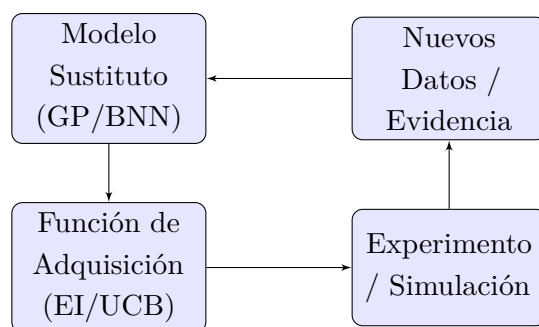 Modelo
Sustituto
(GP/BNN)
Nuevos
Datos /
Evidencia
Función de
Adquisición
(EI/UCB)
Experimento
/ Simulación